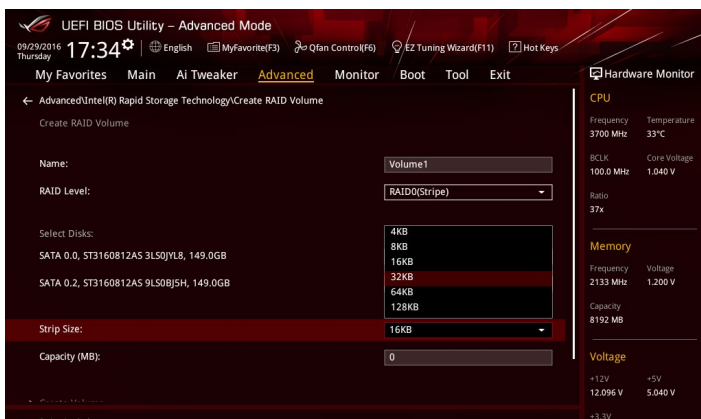 UEFI BIOS Utility – Advanced Mode
09/29/2016 Thursday 17:34 English MyFavorite(F3) Qfan Control(F6) EZ Tuning Wizard(F11) ? Hot Keys
My Favorites Main Ai Tweaker Advanced Monitor Boot Tool Exit
← Advanced\Intel(R) Rapid Storage Technology\Create RAID Volume
Create RAID Volume
Name: Volume1
RAID Level: RAID0(Stripe)
Select Disks:
SATA 0.0, ST3160812AS 3LS0JYL8, 149.0GB
SATA 0.2, ST3160812AS 9LS0BJ5H, 149.0GB
4KB
8KB
16KB
32KB
64KB
128KB
Strip Size: 16KB
Capacity (MB): 0
Create Volume
Hardware Monitor
CPU
Frequency Temperature
3700 MHz 33°C
BCLK Core Voltage
100.0 MHz 1.040 V
Ratio
37x
Memory
Frequency Voltage
2133 MHz 1.200 V
Capacity
8192 MB
Voltage
+12V +5V
12.096 V 5.040 V
+3.3V